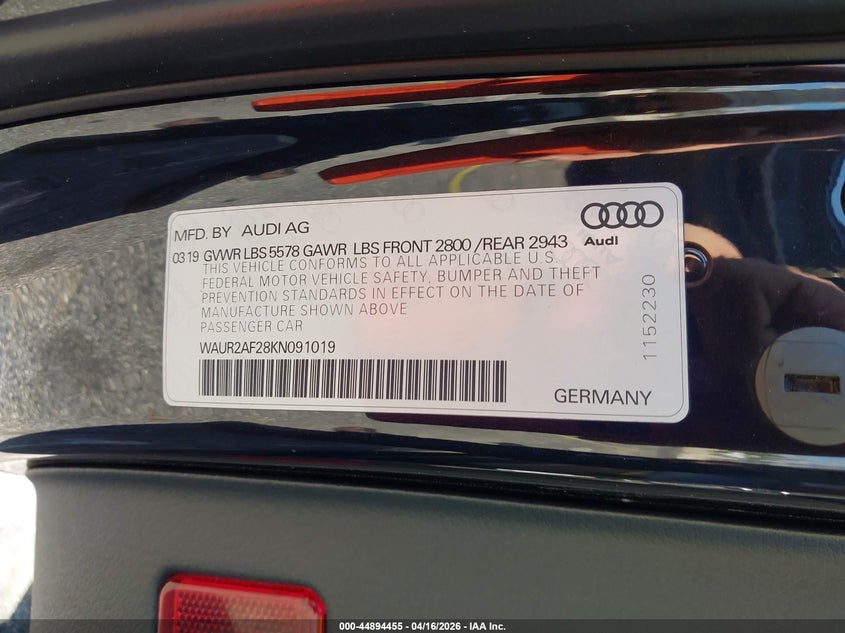 MFD. BY AUDI AG
Audi
03 19 GVWR LBS 5578 GAWR LBS FRONT 2800 /REAR 2943
THIS VEHICLE CONFORMS TO ALL APPLICABLE U.S.
FEDERAL MOTOR VEHICLE SAFETY, BUMPER AND THEFT
PREVENTION STANDARDS IN EFFECT ON THE DATE OF
MANUFACTURE SHOWN ABOVE
PASSENGER CAR
WAUR2AF28KN091019
GERMANY
1152230
000-44894455 - 04/16/2026 - IAA Inc.